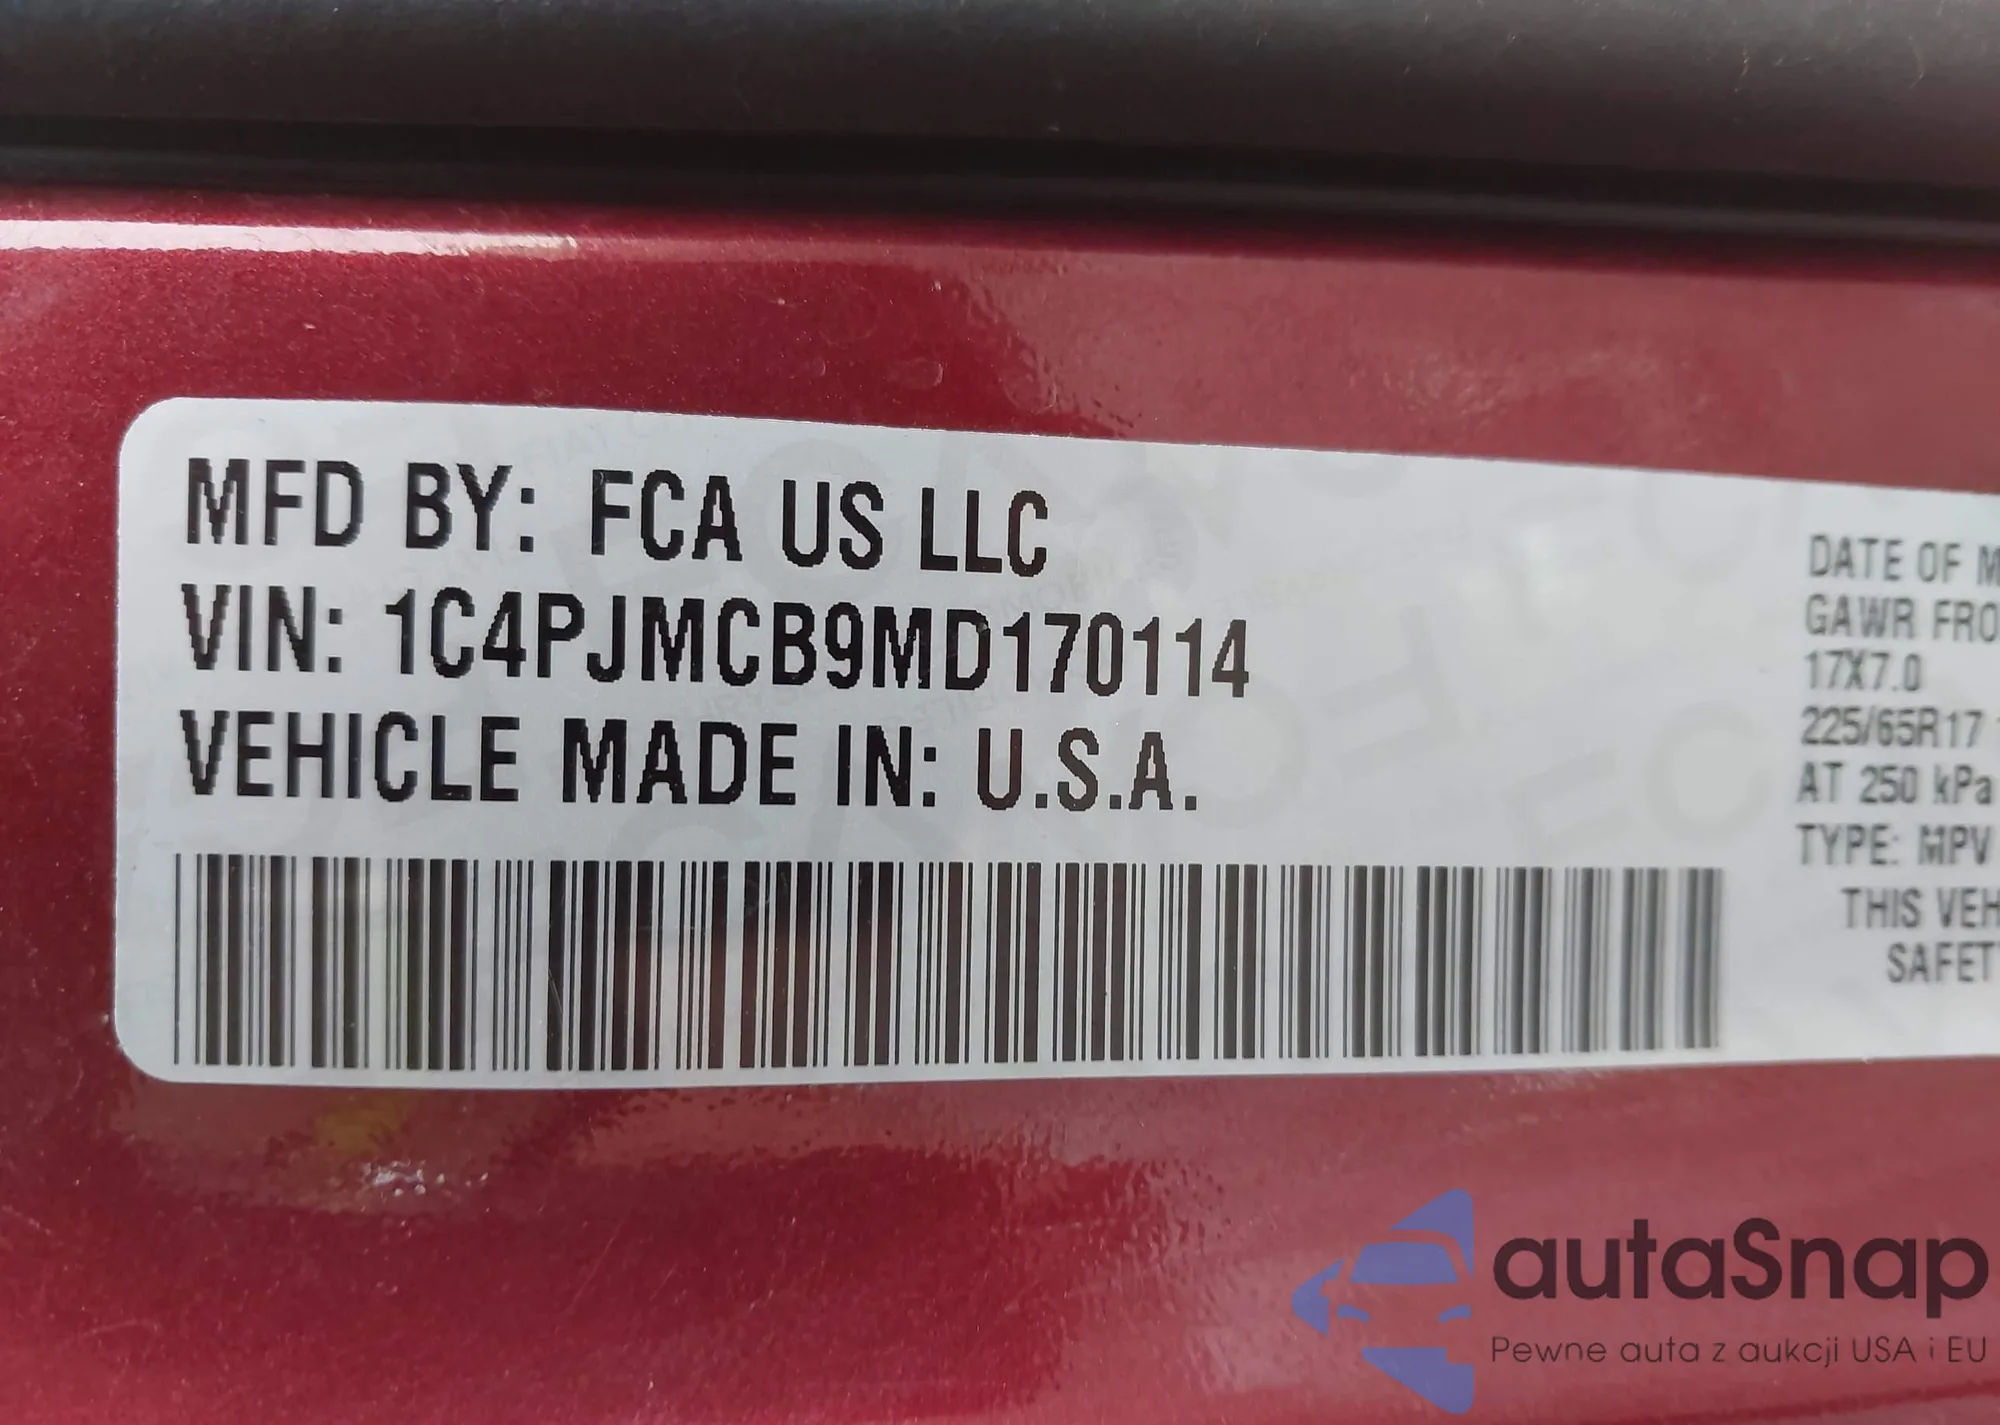 MFD BY: FCA US LLC
VIN: 1C4PJMCB9MD170114
VEHICLE MADE IN: U.S.A.
DATE OF M
GAWR FRO
17X7.0
225/65R17
AT 250 kPa
TYPE: MPV
THIS VEH
SAFET
autaSnap
Pewne auta z aukcji USA i EU